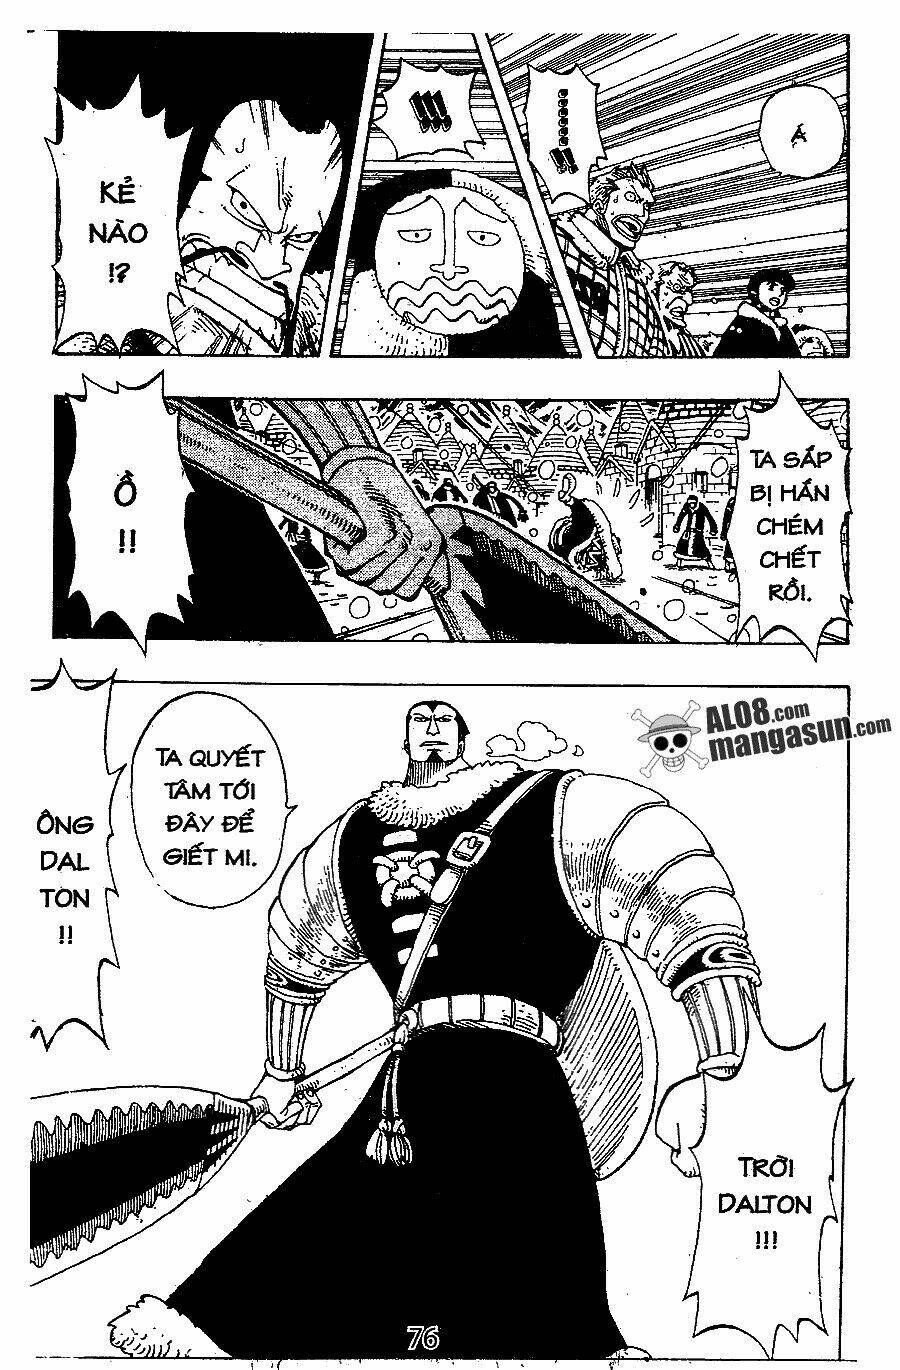 Á
..........!!!
!!!!
KẺ
NÀO
!?
TA SẮP
BỊ HẮN
CHÉM
CHẾT
RỒI.
Ồ
!!
TA QUYẾT
TÂM TỚI
ĐÂY ĐỂ
GIẾT MI.
ÔNG
DAL
TON
!!
TRỜI
DALTON
!!!
AL08.com
mangasun.com
76